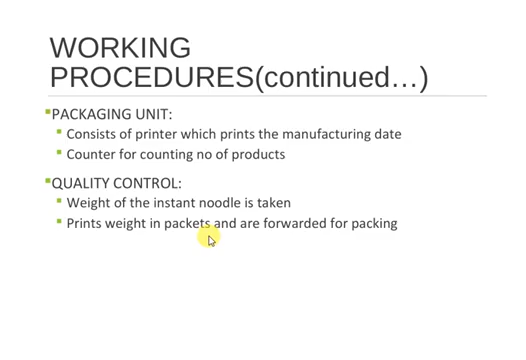 WORKING
PROCEDURES(continued…)
PACKAGING UNIT:
Consists of printer which prints the manufacturing date
Counter for counting no of products
QUALITY CONTROL:
Weight of the instant noodle is taken
Prints weight in packets and are forwarded for packing